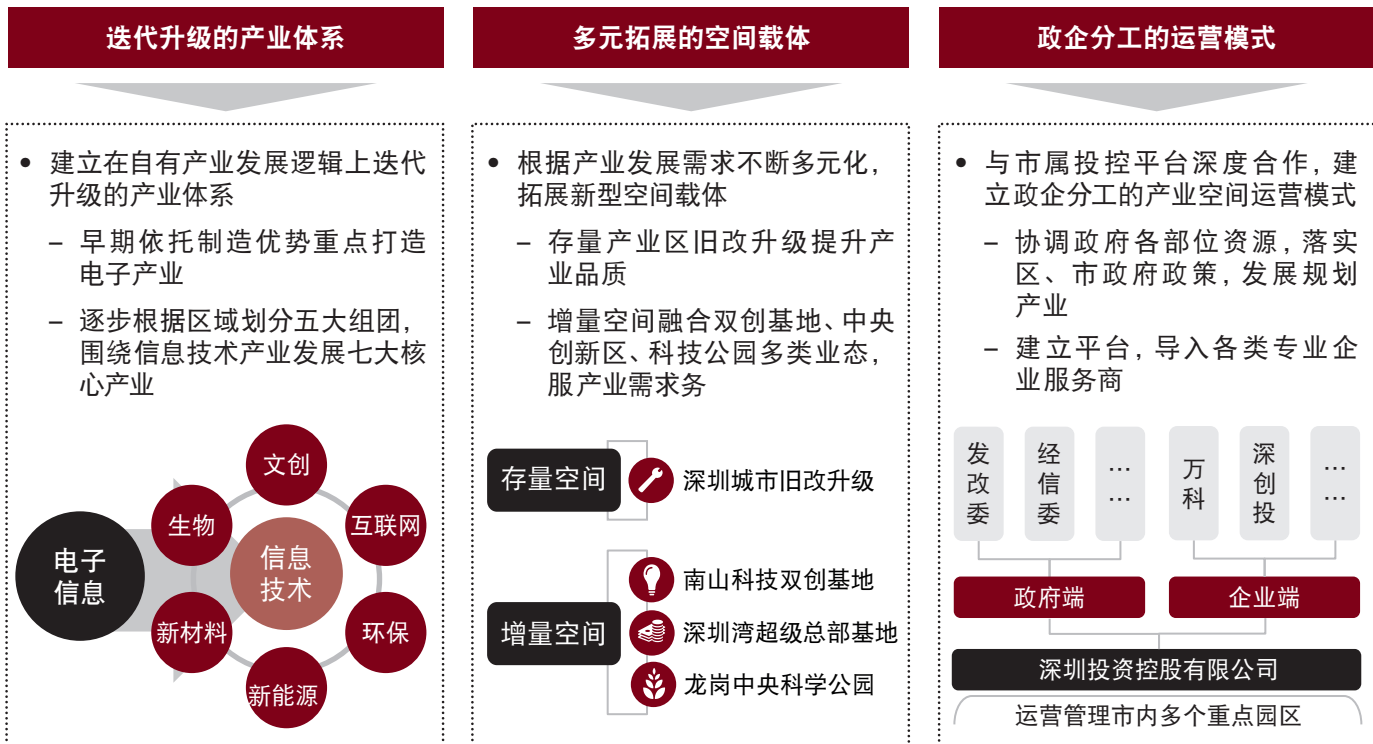 迭代升级的产业体系
• 建立在自有产业发展逻辑上迭代
升级的产业体系
– 早期依托制造优势重点打造
电子产业
– 逐步根据区域划分五大组团，
围绕信息技术产业发展七大核
心产业
文创
生物
互联网
电子
信息
信息
技术
新材料
环保
新能源
多元拓展的空间载体
• 根据产业发展需求不断多元化，
拓展新型空间载体
– 存量产业区旧改升级提升产
业品质
– 增量空间融合双创基地、中央
创新区、科技公园多类业态，
服产业需求务
存量空间
深圳城市旧改升级
增量空间
南山科技双创基地
深圳湾超级总部基地
龙岗中央科学公园
政企分工的运营模式
• 与市属投控平台深度合作，建
立政企分工的产业空间运营模式
– 协调政府各部位资源，落实
区、市政府政策，发展规划
产业
– 建立平台，导入各类专业企
业服务商
发改委
经信委
……
万科
深创投
……
政府端
企业端
深圳投资控股有限公司
运营管理市内多个重点园区